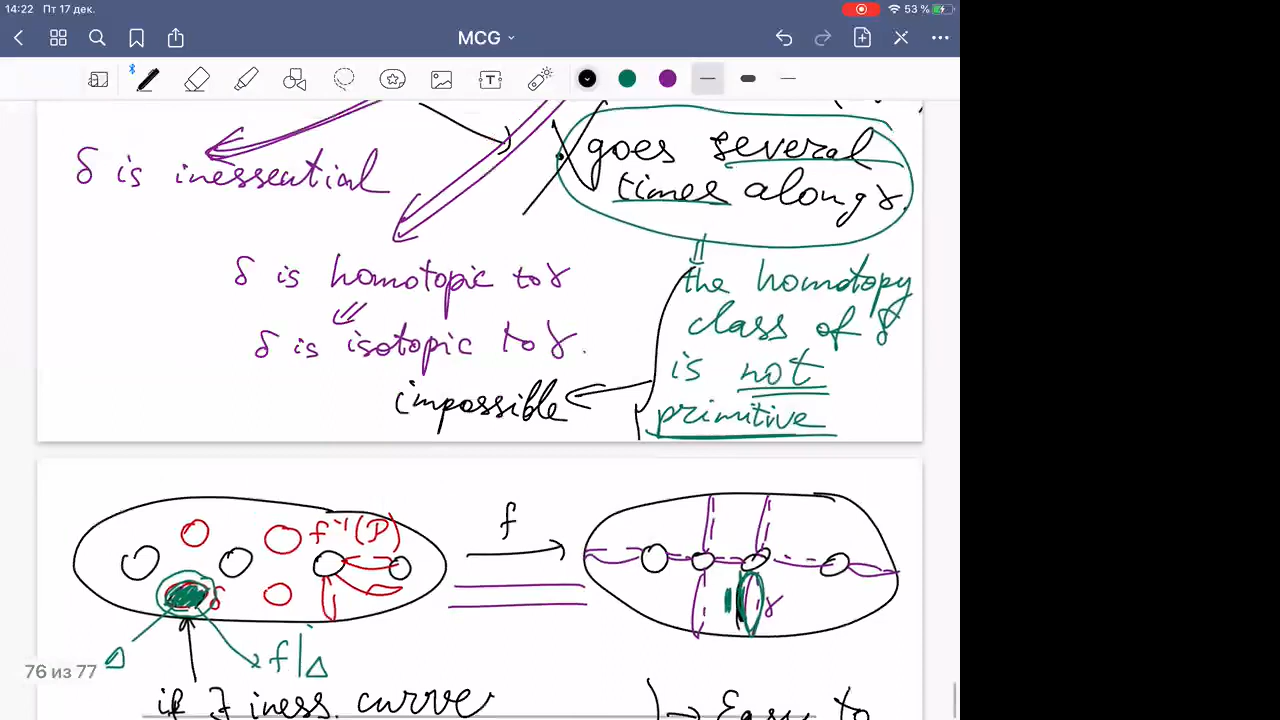 14:22 Пт 17 дек.
53 %
MCG
T
δ is inessential
goes several
times along γ.
δ is homotopic to γ
δ is isotopic to γ.
impossible
the homotopy
class of δ
is not
primitive
f⁻¹(P)
f
δ
γ
Δ
f|Δ
76 из 77
if ∃ iness. curve
→ Easy to